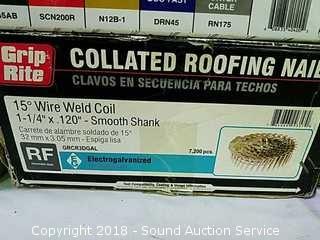 SCN200R
N12B-1
DRN45
CABLE
RN175
Grip Rite
COLLATED ROOFING NAIL
CLAVOS EN SECUENCIA PARA TECHOS
15° Wire Weld Coil
1-1/4" x .120" - Smooth Shank
Carrete de alambre soldado de 15°
32 mm x 3.05 mm - Espiga lisa
GRCR3DGAL
7,200 pcs.
RF
EG
Electrogalvanized
Copyright 2018 - Sound Auction Service